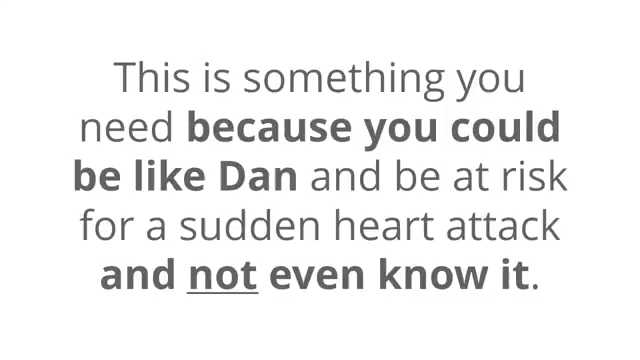 This is something you
need because you could
be like Dan and be at risk
for a sudden heart attack
and not even know it.